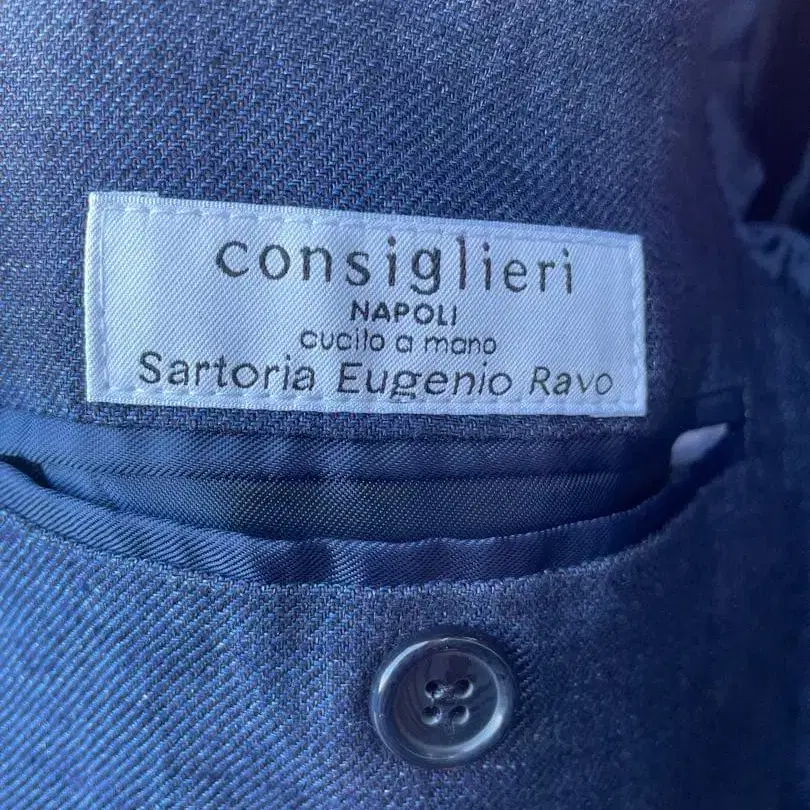 consiglieri
NAPOLI
cucito a mano
Sartoria Eugenio Ravo